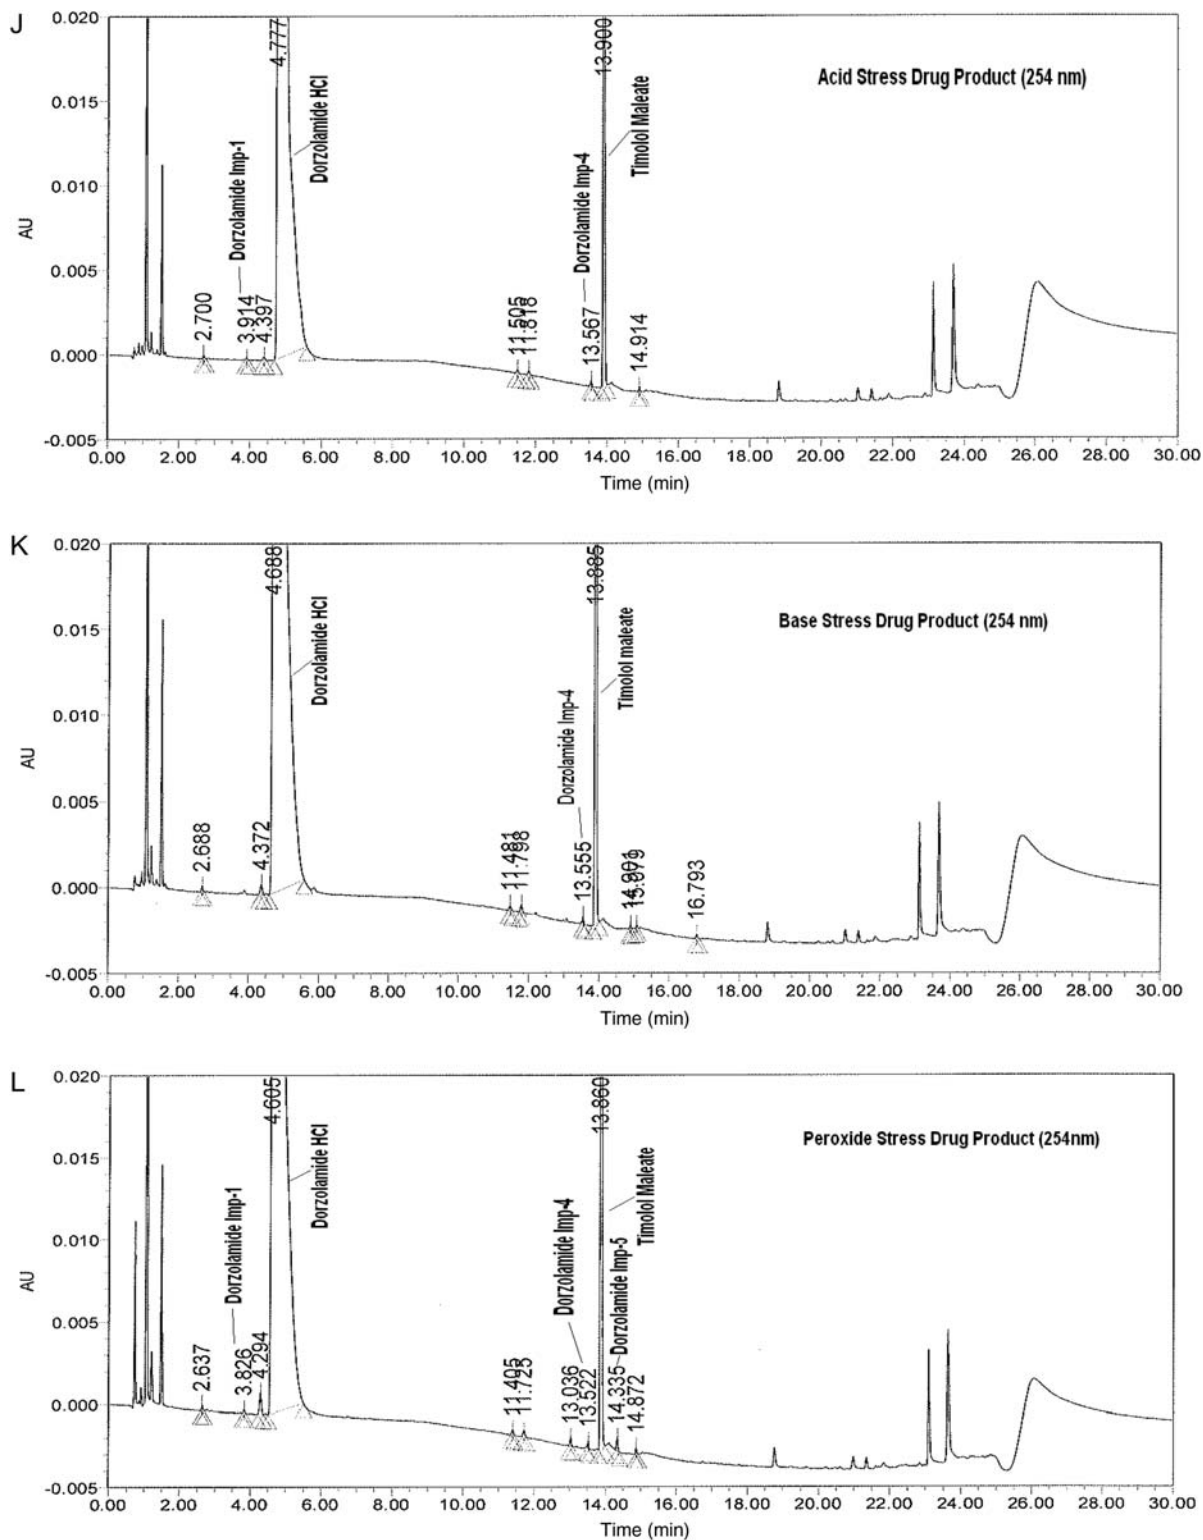 J
0.020
0.015
0.010
0.005
0.000
-0.005
AU
4.777
13.900
Acid Stress Drug Product (254 nm)
Dorzolamide Imp-1
Dorzolamide HCl
Dorzolamide Imp-4
Timolol Maleate
2.700
3.914
4.397
11.505
11.818
13.567
14.914
0.00 2.00 4.00 6.00 8.00 10.00 12.00 14.00 16.00 18.00 20.00 22.00 24.00 26.00 28.00 30.00
Time (min)
K
0.020
0.015
0.010
0.005
0.000
-0.005
AU
4.688
13.885
Base Stress Drug Product (254 nm)
Dorzolamide HCl
Dorzolamide Imp-4
Timolol maleate
2.688
4.372
11.481
11.798
13.555
14.901
15.079
16.793
0.00 2.00 4.00 6.00 8.00 10.00 12.00 14.00 16.00 18.00 20.00 22.00 24.00 26.00 28.00 30.00
Time (min)
L
0.020
0.015
0.010
0.005
0.000
-0.005
AU
4.605
13.860
Peroxide Stress Drug Product (254nm)
Dorzolamide Imp-1
Dorzolamide HCl
Dorzolamide Imp-4
Timolol Maleate
Dorzolamide Imp-5
2.637
3.826
4.294
11.405
11.725
13.036
13.522
14.335
14.872
0.00 2.00 4.00 6.00 8.00 10.00 12.00 14.00 16.00 18.00 20.00 22.00 24.00 26.00 28.00 30.00
Time (min)